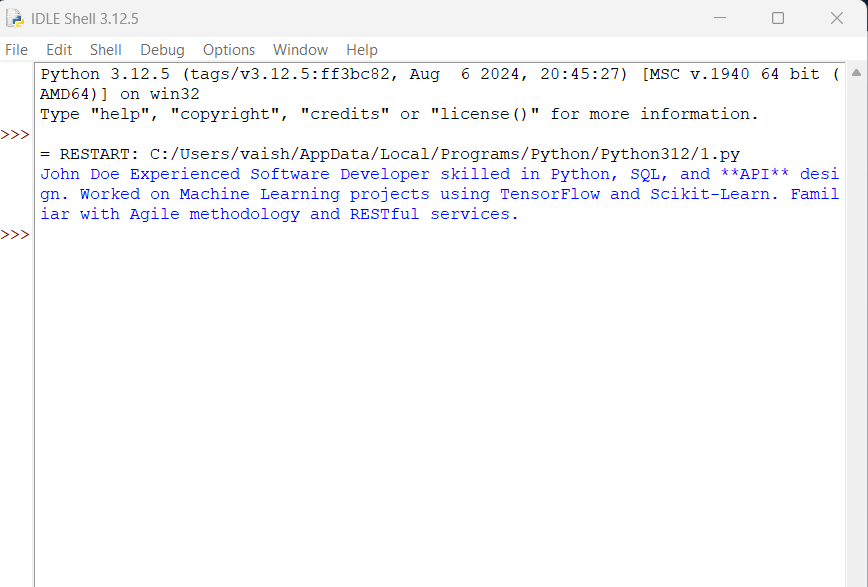 IDLE Shell 3.12.5
File Edit Shell Debug Options Window Help
Python 3.12.5 (tags/v3.12.5:ff3bc82, Aug  6 2024, 20:45:27) [MSC v.1940 64 bit (
AMD64)] on win32
Type "help", "copyright", "credits" or "license()" for more information.
>>>
= RESTART: C:/Users/vaish/AppData/Local/Programs/Python/Python312/1.py
John Doe Experienced Software Developer skilled in Python, SQL, and **API** desi
gn. Worked on Machine Learning projects using TensorFlow and Scikit-Learn. Famil
iar with Agile methodology and RESTful services.
>>>